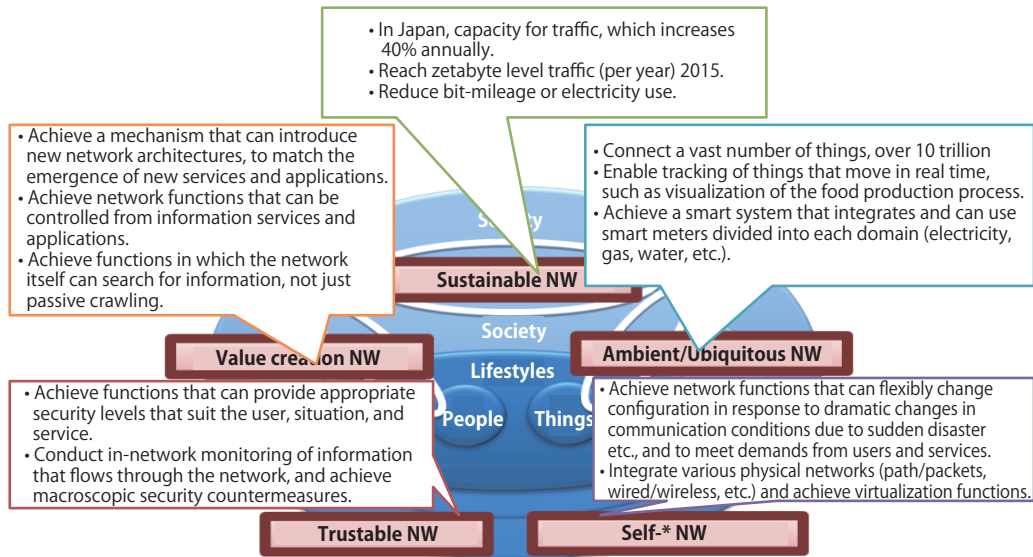 • In Japan, capacity for traffic, which increases
40% annually.
• Reach zetabyte level traffic (per year) 2015.
• Reduce bit-mileage or electricity use.
• Achieve a mechanism that can introduce
new network architectures, to match the
emergence of new services and applications.
• Achieve network functions that can be
controlled from information services and
applications.
• Achieve functions in which the network
itself can search for information, not just
passive crawling.
• Connect a vast number of things, over 10 trillion
• Enable tracking of things that move in real time,
such as visualization of the food production process.
• Achieve a smart system that integrates and can use
smart meters divided into each domain (electricity,
gas, water, etc.).
Sustainable NW
Society
Value creation NW
Ambient/Ubiquitous NW
Lifestyles
People
Things
• Achieve functions that can provide appropriate
security levels that suit the user, situation, and
service.
• Conduct in-network monitoring of information
that flows through the network, and achieve
macroscopic security countermeasures.
• Achieve network functions that can flexibly change
configuration in response to dramatic changes in
communication conditions due to sudden disaster
etc., and to meet demands from users and services.
• Integrate various physical networks (path/packets,
wired/wireless, etc.) and achieve virtualization functions.
Trustable NW
Self-* NW